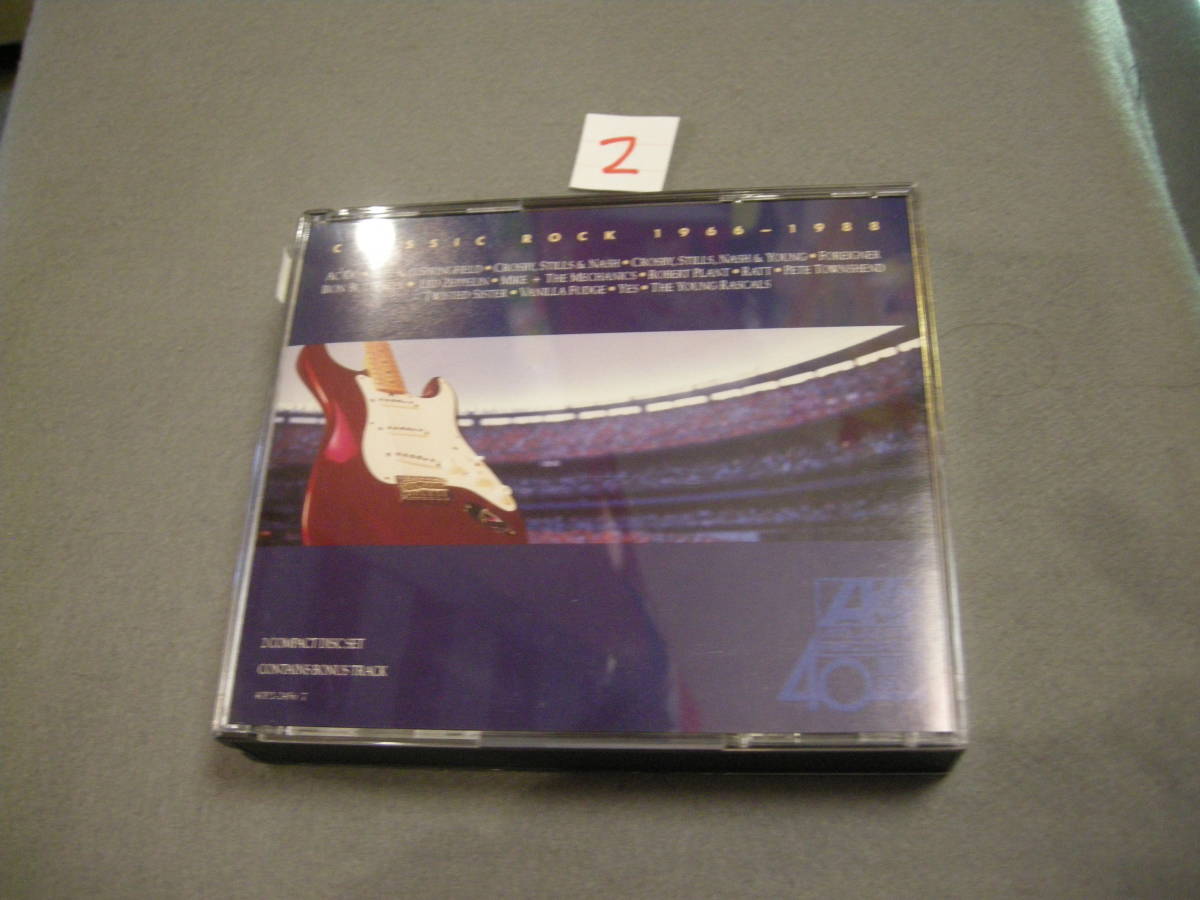 2
CLASSIC ROCK 1966-1988
CROSBY, STILLS & NASH • CROSBY, STILLS, NASH & YOUNG • FOREIGNER
• LED ZEPPELIN • MIKE + THE MECHANICS • ROBERT PLANT • RATT • PETE TOWNSHEND
TWISTED SISTER • VANILLA FUDGE • YES • THE YOUNG RASCALS
2 COMPACT DISC SET
CONTAINS BONUS TRACK
40